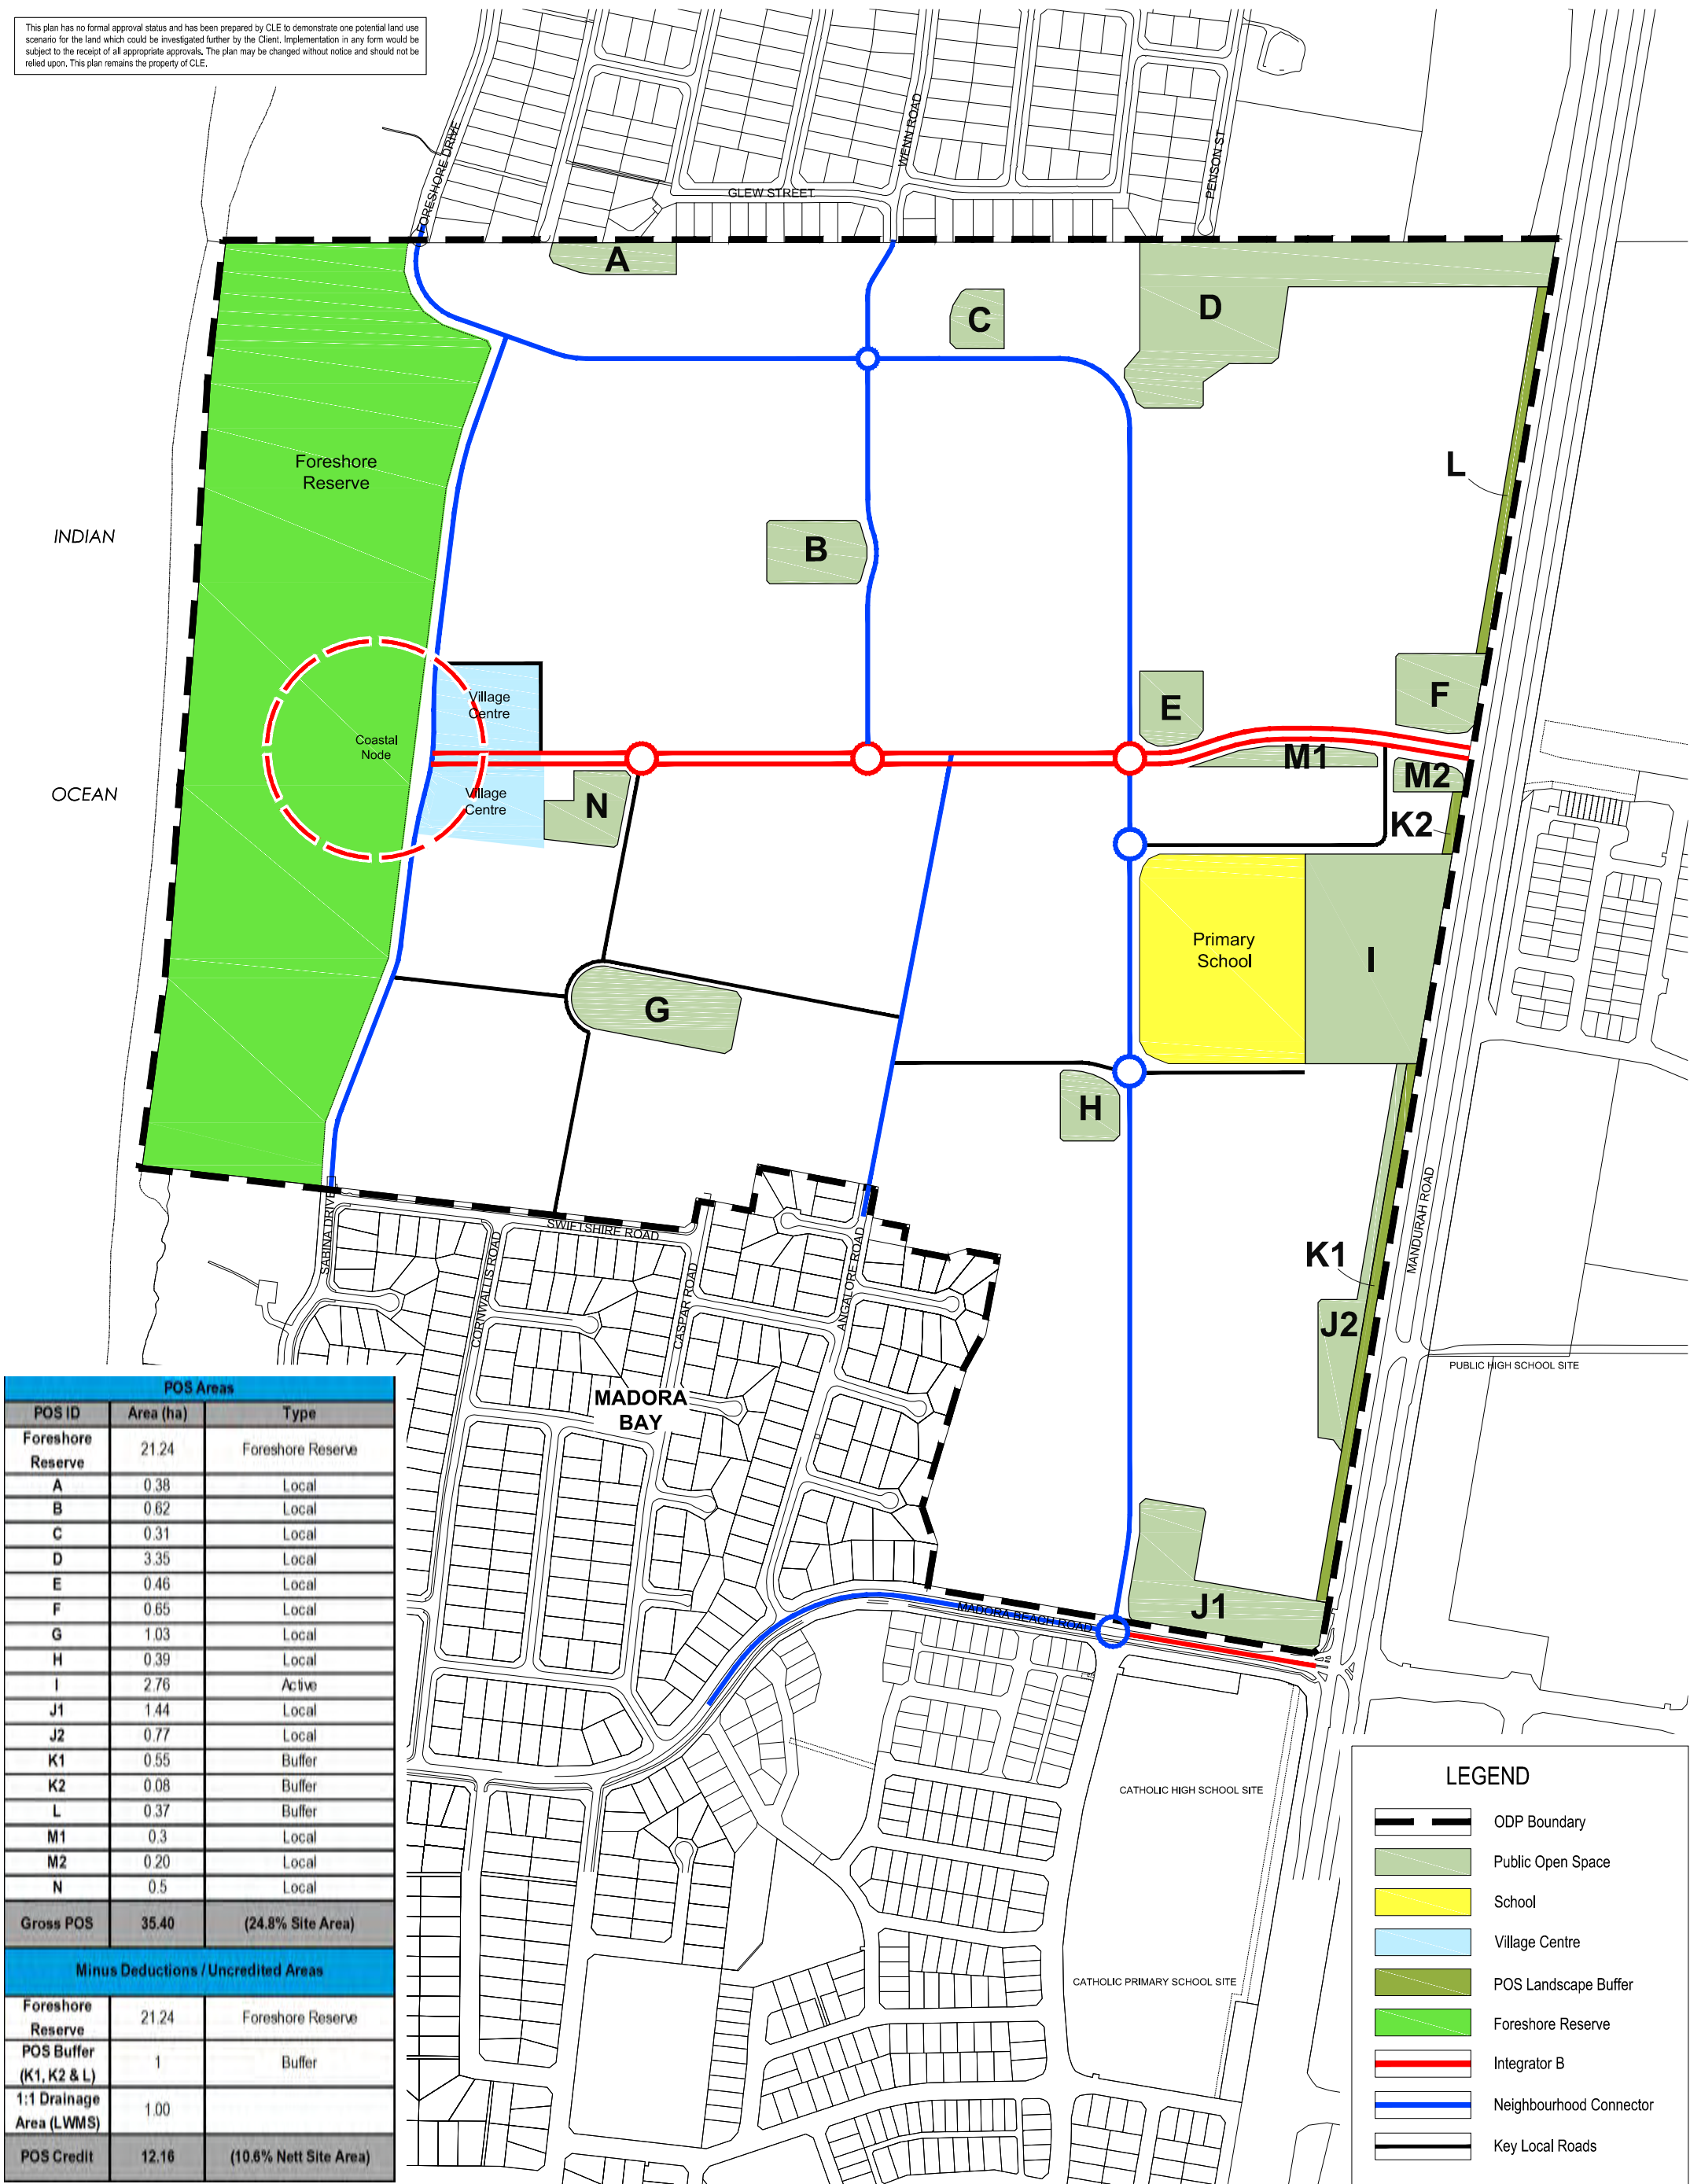 This plan has no formal approval status and has been prepared by CLE to demonstrate one potential land use
scenario for the land which could be investigated further by the Client. Implementation in any form would be
subject to the receipt of all appropriate approvals. The plan may be changed without notice and should not be
relied upon. This plan remains the property of CLE.
FORESHORE DRIVE
WENN ROAD
PENSON ST
GLEW STREET
A
C
D
Foreshore
Reserve
L
INDIAN
B
Village
Centre
E
F
Coastal
Node
M1
M2
OCEAN
Village
Centre
N
K2
Primary
School
I
G
H
MANDURAH ROAD
SABINA DRIVE
SWIFTSHIRE ROAD
CORNWALLIS ROAD
CASPAR ROAD
ANGALORE ROAD
K1
J2
PUBLIC HIGH SCHOOL SITE
MADORA
BAY
J1
MADORA BEACH ROAD
CATHOLIC HIGH SCHOOL SITE
CATHOLIC PRIMARY SCHOOL SITE
POS Areas
POS ID Area (ha) Type
Foreshore
Reserve 21.24 Foreshore Reserve
A 0.38 Local
B 0.62 Local
C 0.31 Local
D 3.35 Local
E 0.46 Local
F 0.65 Local
G 1.03 Local
H 0.39 Local
I 2.76 Active
J1 1.44 Local
J2 0.77 Local
K1 0.55 Buffer
K2 0.08 Buffer
L 0.37 Buffer
M1 0.3 Local
M2 0.20 Local
N 0.5 Local
Gross POS 35.40 (24.8% Site Area)
Minus Deductions / Uncredited Areas
Foreshore
Reserve 21.24 Foreshore Reserve
POS Buffer
(K1, K2 & L) 1 Buffer
1:1 Drainage
Area (LWMS) 1.00
POS Credit 12.16 (10.6% Nett Site Area)
LEGEND
ODP Boundary
Public Open Space
School
Village Centre
POS Landscape Buffer
Foreshore Reserve
Integrator B
Neighbourhood Connector
Key Local Roads